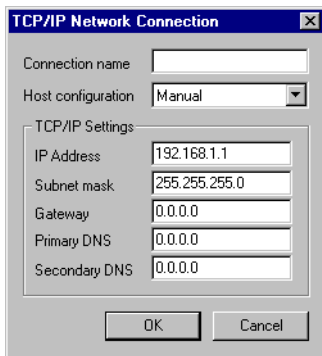 TCP/IP Network Connection
Connection name
Host configuration Manual
TCP/IP Settings
IP Address 192.168.1.1
Subnet mask 255.255.255.0
Gateway 0.0.0.0
Primary DNS 0.0.0.0
Secondary DNS 0.0.0.0
OK Cancel